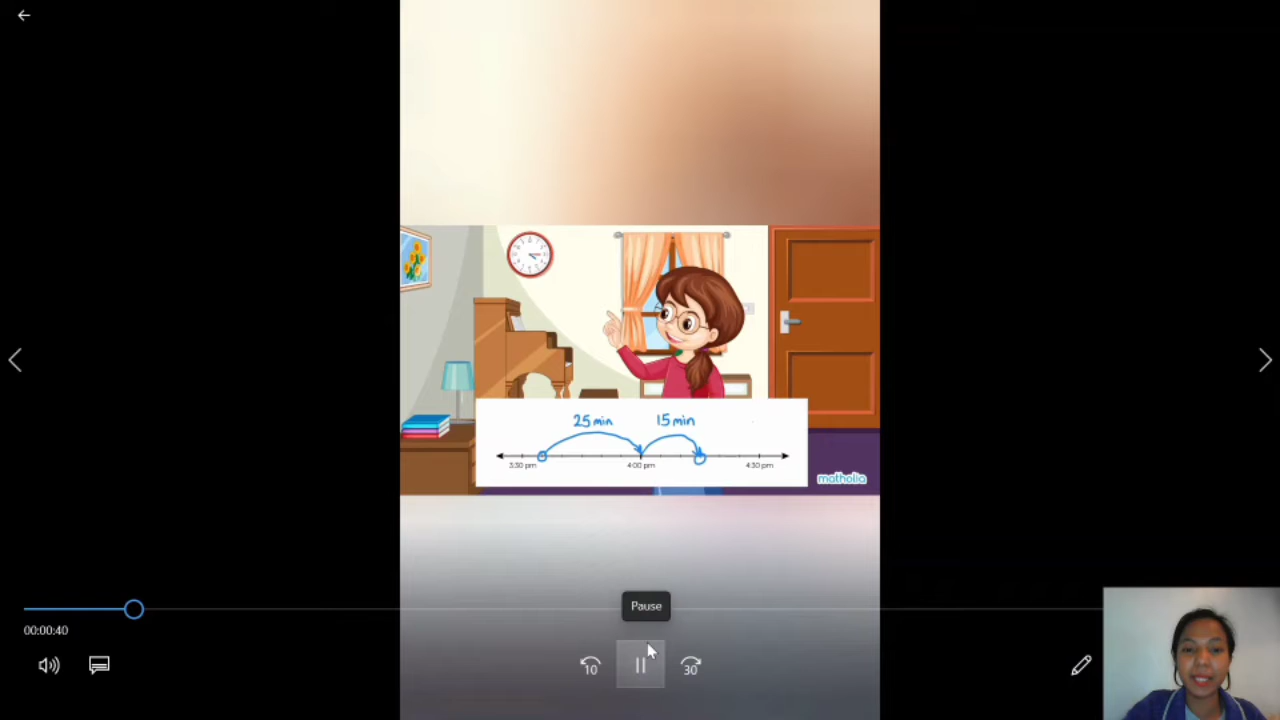 25 min 15 min
3:30 pm 4:00 pm 4:30 pm
matholia
Pause
00:00:40
10 30